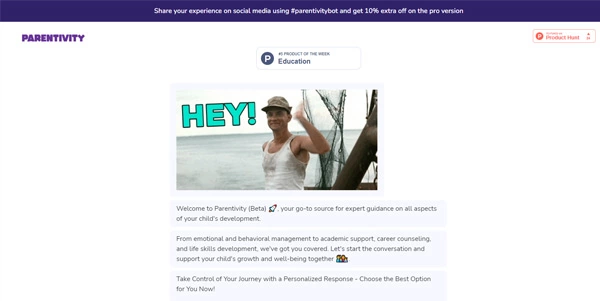 Share your experience on social media using #parentivitybot and get 10% extra off on the pro version
PARENTIVITY
Product Hunt
#5 PRODUCT OF THE WEEK
Education
HEY!
Welcome to Parentivity (Beta) 🚀, your go-to source for expert guidance on all aspects
of your child's development.
From emotional and behavioral management to academic support, career counseling,
and life skills development, we've got you covered. Let's start the conversation and
support your child's growth and well-being together 👪.
Take Control of Your Journey with a Personalized Response - Choose the Best Option
for You Now!